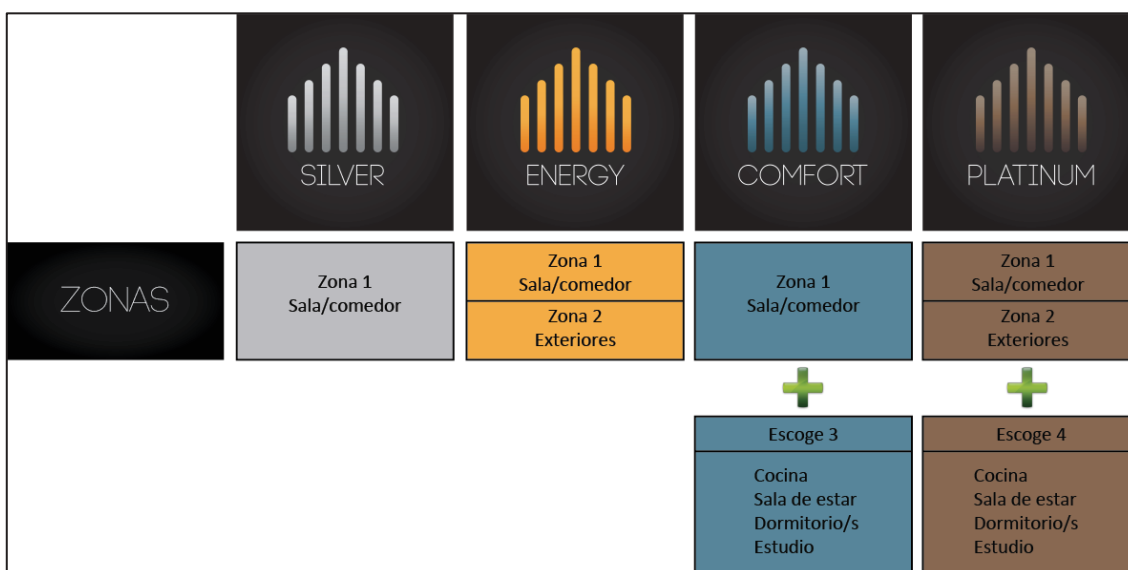 SILVER
ENERGY
COMFORT
PLATINUM
ZONAS
Zona 1
Sala/comedor
Zona 1
Sala/comedor
Zona 2
Exteriores
Zona 1
Sala/comedor
Zona 1
Sala/comedor
Zona 2
Exteriores
Escoge 3
Cocina
Sala de estar
Dormitorio/s
Estudio
Escoge 4
Cocina
Sala de estar
Dormitorio/s
Estudio